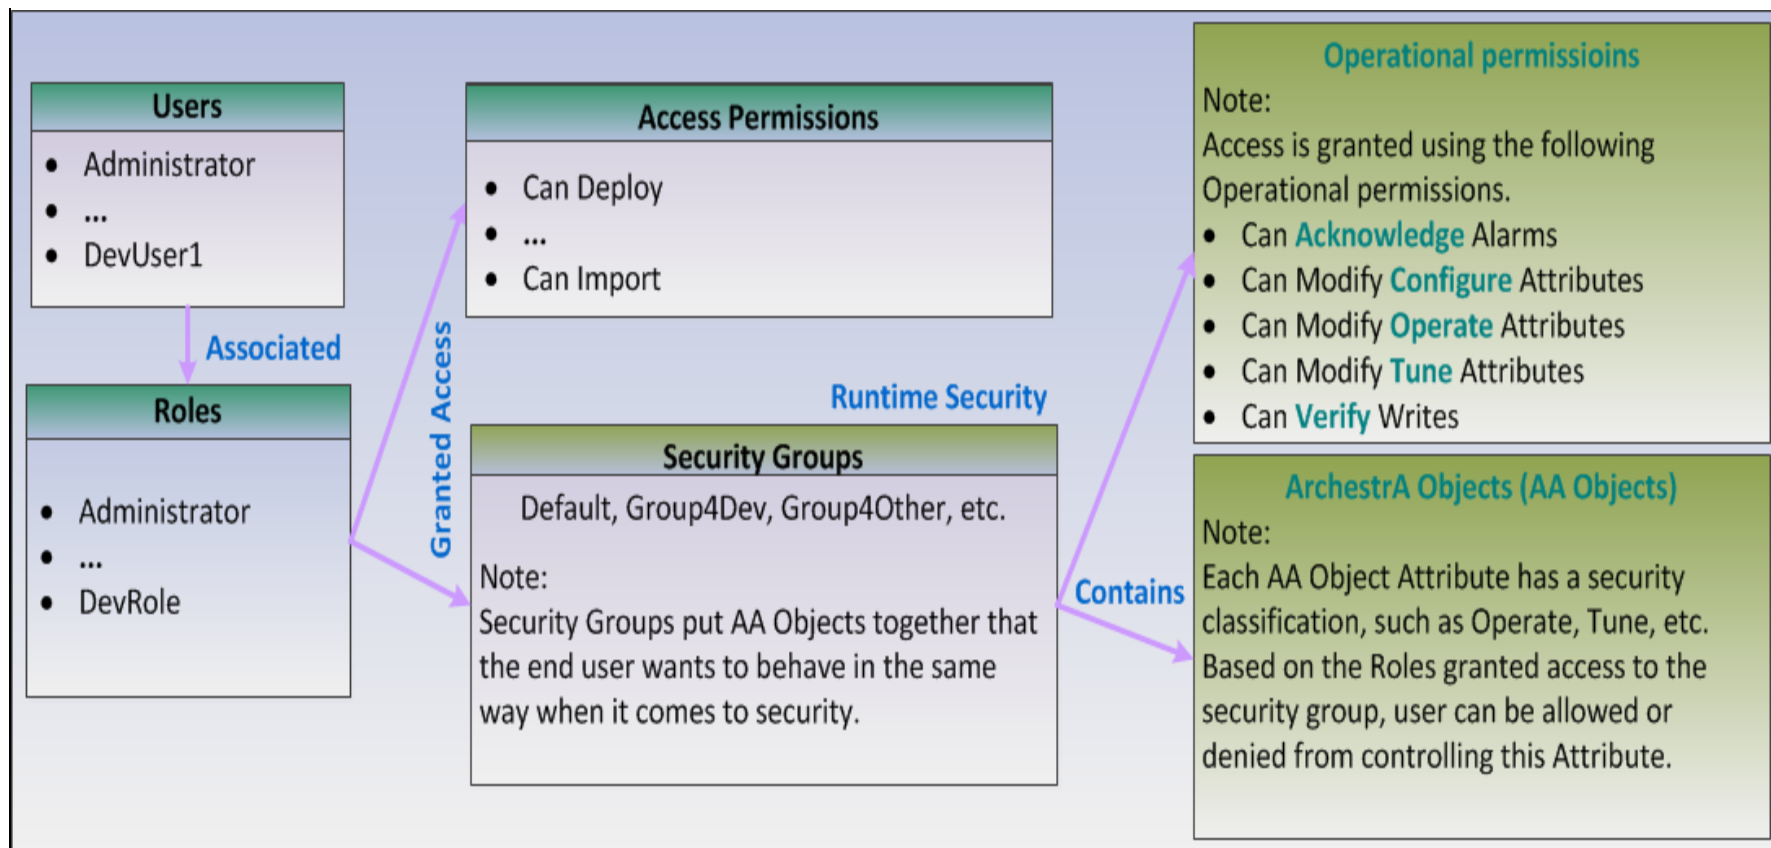 Users
• Administrator
• ...
• DevUser1
Associated
Roles
• Administrator
• ...
• DevRole
Granted Access
Access Permissions
• Can Deploy
• ...
• Can Import
Runtime Security
Security Groups
Default, Group4Dev, Group4Other, etc.
Note:
Security Groups put AA Objects together that
the end user wants to behave in the same
way when it comes to security.
Contains
Operational permissioins
Note:
Access is granted using the following
Operational permissions.
• Can Acknowledge Alarms
• Can Modify Configure Attributes
• Can Modify Operate Attributes
• Can Modify Tune Attributes
• Can Verify Writes
ArchestrA Objects (AA Objects)
Note:
Each AA Object Attribute has a security
classification, such as Operate, Tune, etc.
Based on the Roles granted access to the
security group, user can be allowed or
denied from controlling this Attribute.